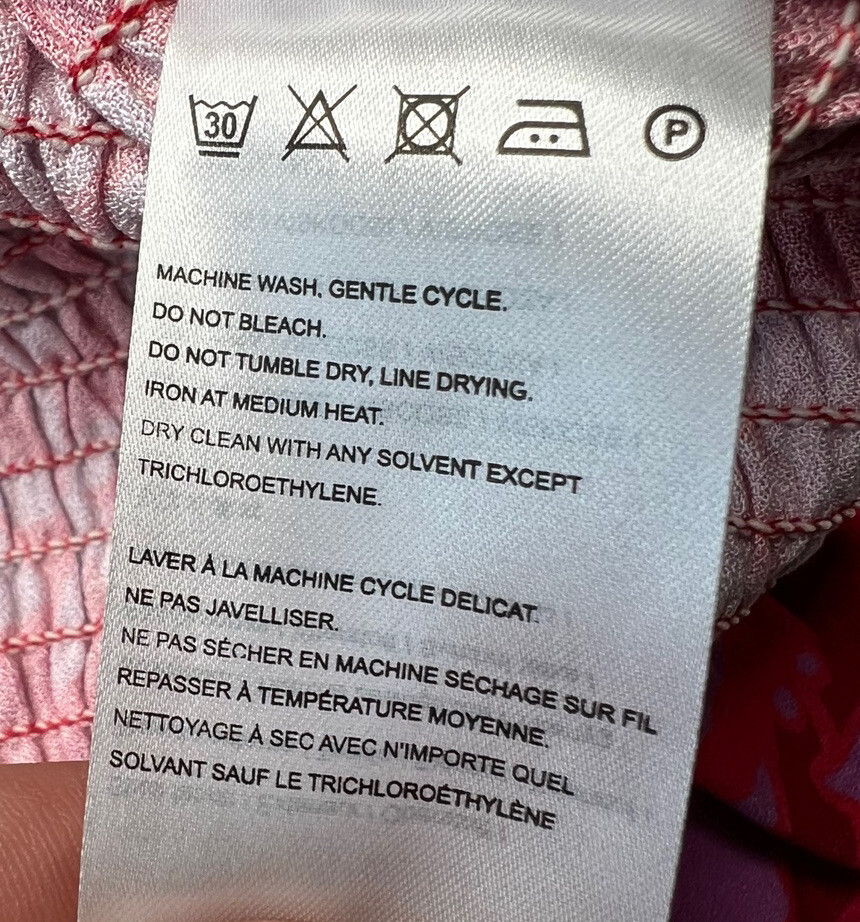 30 P
MACHINE WASH, GENTLE CYCLE.
DO NOT BLEACH.
DO NOT TUMBLE DRY, LINE DRYING.
IRON AT MEDIUM HEAT.
DRY CLEAN WITH ANY SOLVENT EXCEPT
TRICHLOROETHYLENE.
LAVER À LA MACHINE CYCLE DELICAT.
NE PAS JAVELLISER.
NE PAS SÉCHER EN MACHINE SÉCHAGE SUR FIL
REPASSER À TEMPÉRATURE MOYENNE.
NETTOYAGE À SEC AVEC N'IMPORTE QUEL
SOLVANT SAUF LE TRICHLOROÉTHYLÈNE